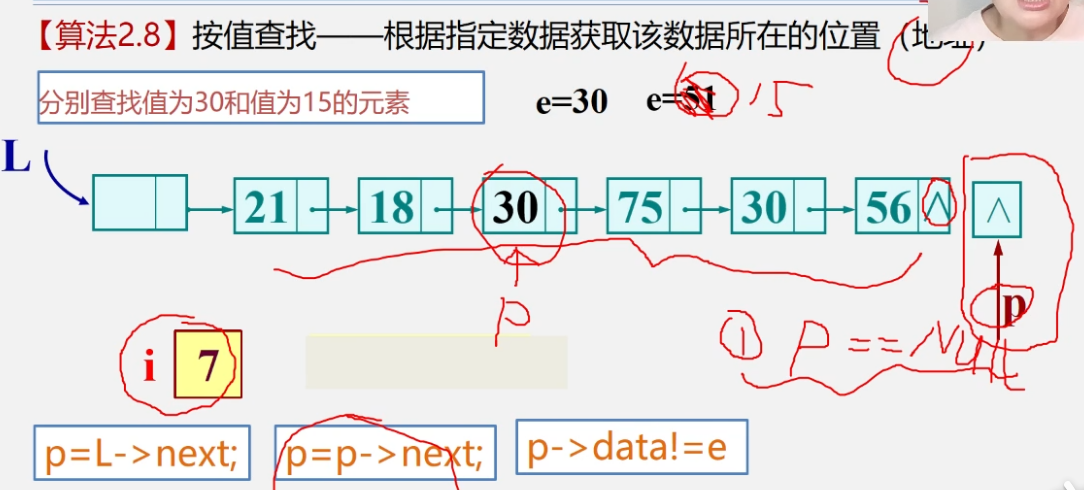 【算法2.8】按值查找——根据指定数据获取该数据所在的位置（地址）
分别查找值为30和值为15的元素
e=30 e=51 15
L
21 18 30 75 30 56 ∧ ∧
p
p
i 7
① P==Null
p=L->next; p=p->next; p->data!=e